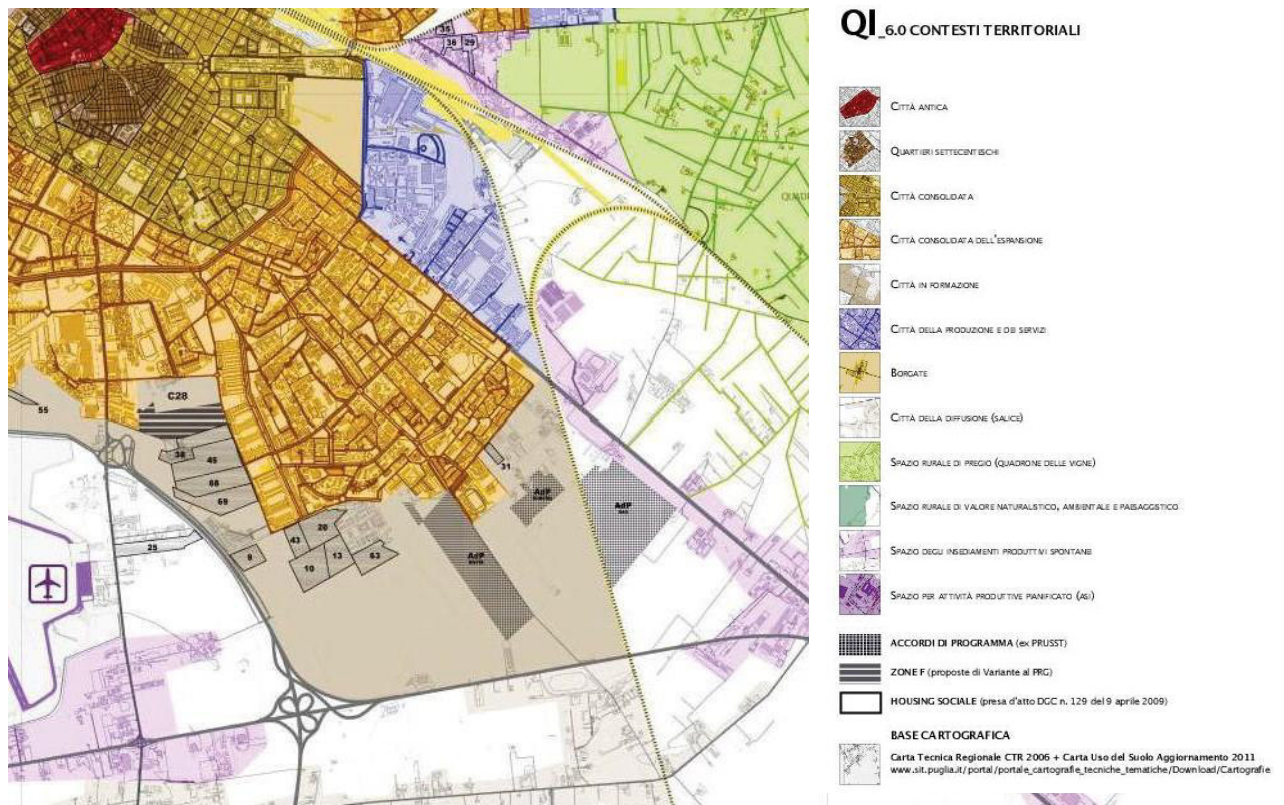 QI_6.0 CONTESTI TERRITORIALI
CITTÀ ANTICA
QUARTIERI SETTECENTESCHI
CITTÀ CONSOLIDATA
CITTÀ CONSOLIDATA DELL'ESPANSIONE
CITTÀ IN FORMAZIONE
CITTÀ DELLA PRODUZIONE E DEI SERVIZI
BORGATE
CITTÀ DELLA DIFFUSIONE (SALICE)
SPAZIO RURALE DI PREGIO (QUADRONE DELLE VIGNE)
SPAZIO RURALE DI VALORE NATURALISTICO, AMBIENTALE E PAESAGGISTICO
SPAZIO DEGLI INSEDIAMENTI PRODUTTIVI SPONTANEI
SPAZIO PER ATTIVITÀ PRODUTTIVE PIANIFICATO (ASI)
ACCORDI DI PROGRAMMA (ex PRUSST)
ZONE F (proposte di Variante al PRG)
HOUSING SOCIALE (presa d'atto DGC n. 129 del 9 aprile 2009)
BASE CARTOGRAFICA
Carta Tecnica Regionale CTR 2006 + Carta Uso del Suolo Aggiornamento 2011
www.sit.puglia.it/portal/portale_cartografie_tecniche_tematiche/Download/Cartografie
35
36 29
C28
55
38
45
68
69
31
AdP
AdP
AdP
25
20
43
9
13
63
10